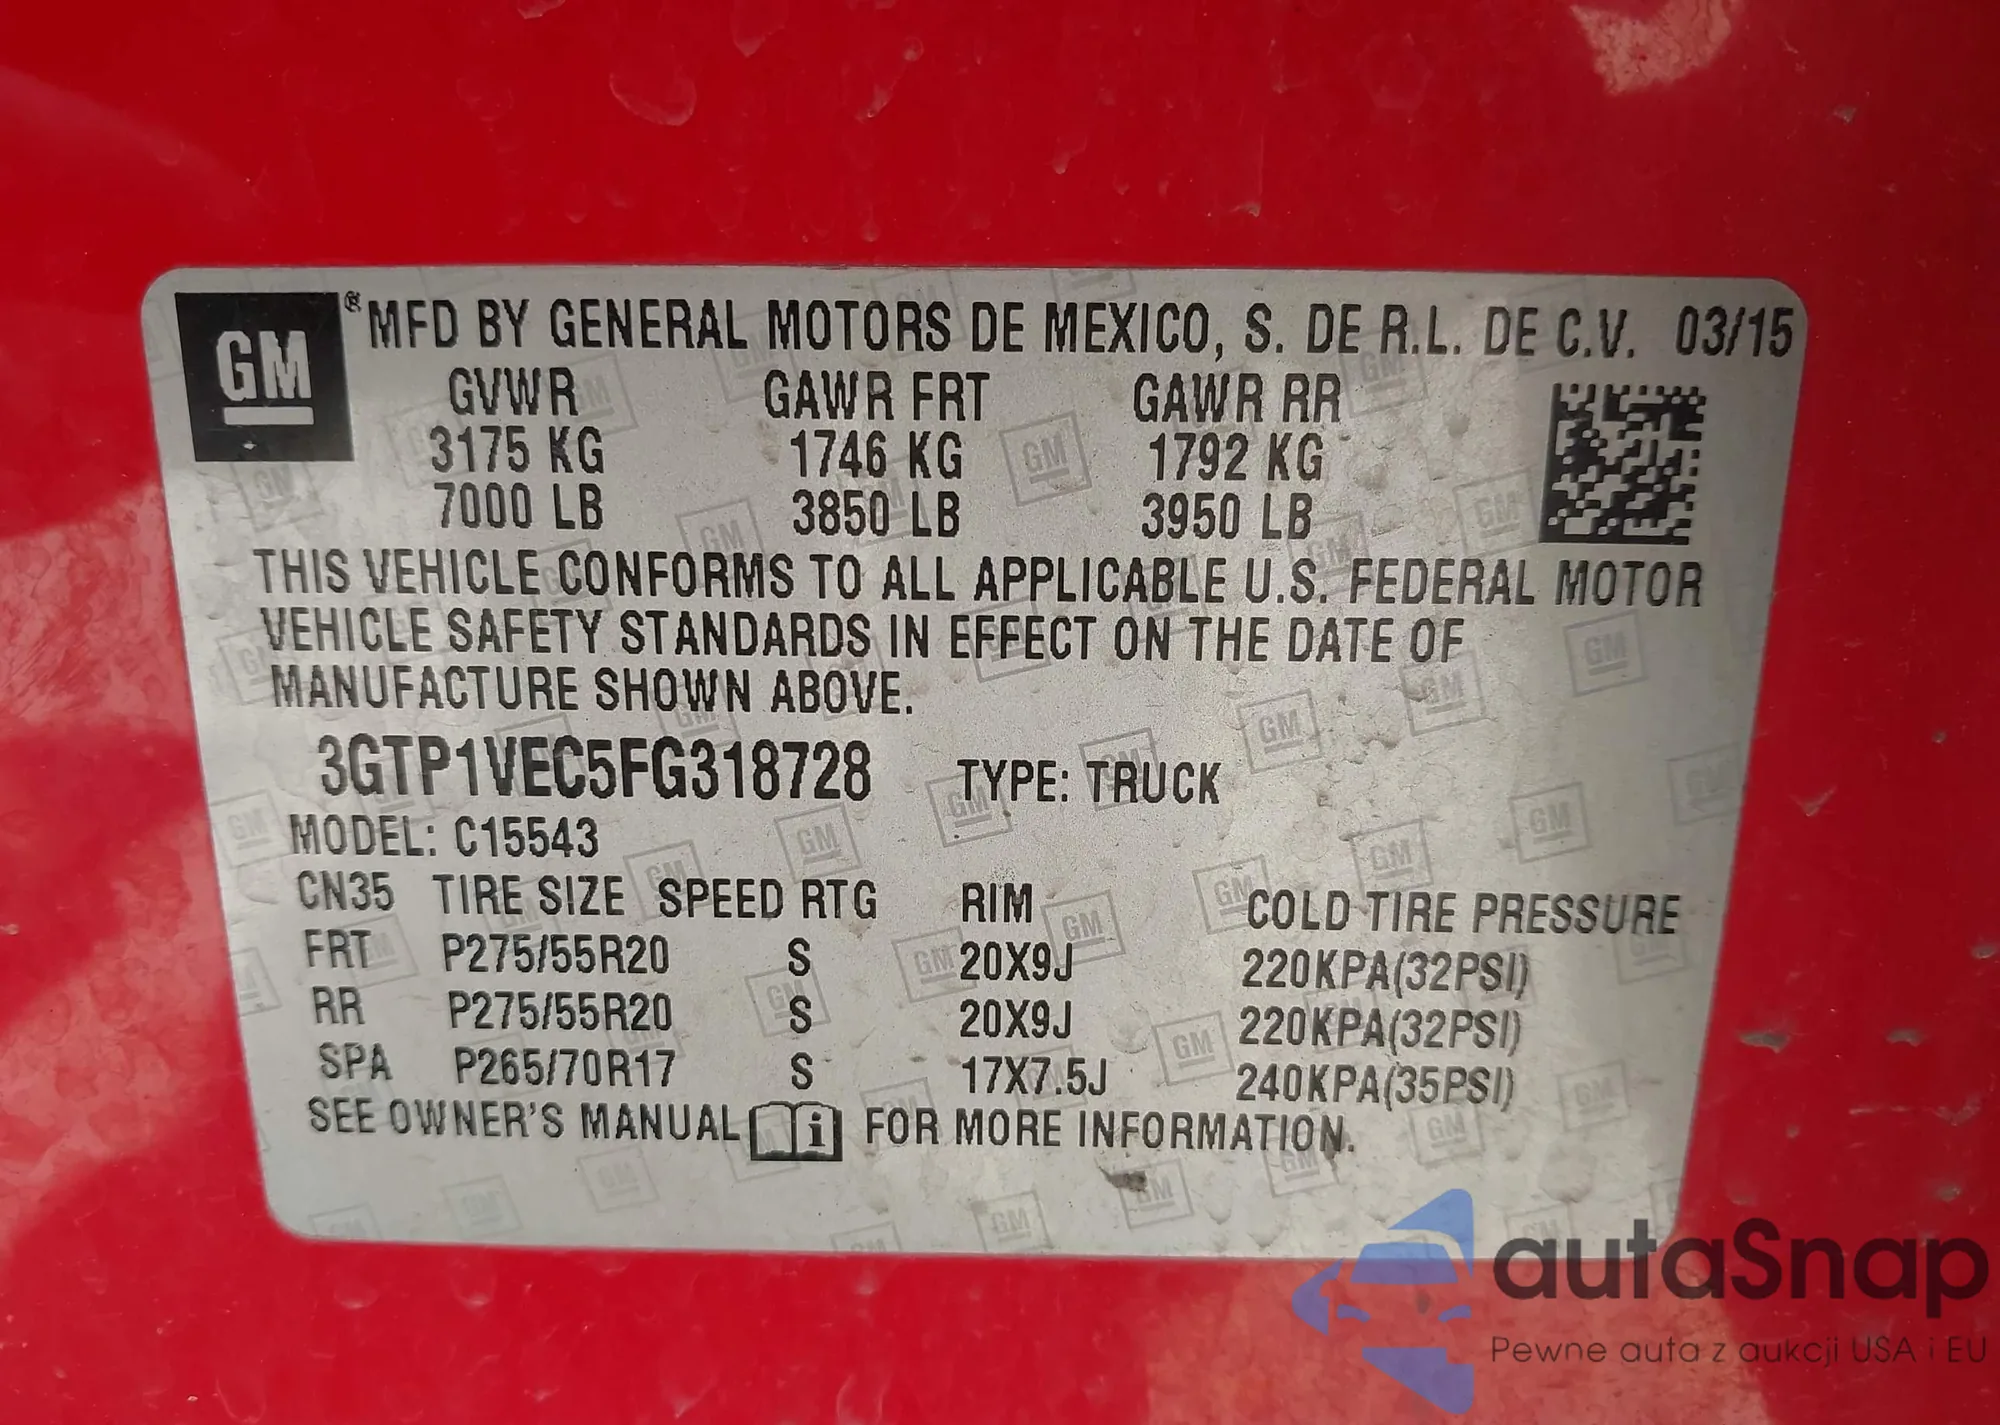 GM ® MFD BY GENERAL MOTORS DE MEXICO, S. DE R.L. DE C.V. 03/15
GVWR GAWR FRT GAWR RR
3175 KG 1746 KG 1792 KG
7000 LB 3850 LB 3950 LB
THIS VEHICLE CONFORMS TO ALL APPLICABLE U.S. FEDERAL MOTOR
VEHICLE SAFETY STANDARDS IN EFFECT ON THE DATE OF
MANUFACTURE SHOWN ABOVE.
3GTP1VEC5FG318728 TYPE: TRUCK
MODEL: C15543
CN35 TIRE SIZE SPEED RTG RIM COLD TIRE PRESSURE
FRT P275/55R20 S 20X9J 220KPA(32PSI)
RR P275/55R20 S 20X9J 220KPA(32PSI)
SPA P265/70R17 S 17X7.5J 240KPA(35PSI)
SEE OWNER'S MANUAL i FOR MORE INFORMATION.
autaSnap
Pewne auta z aukcji USA i EU